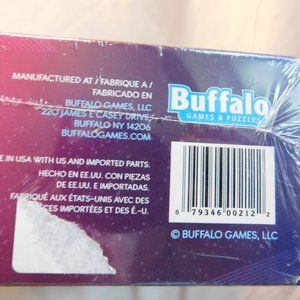 MANUFACTURED AT / FABRIQUE A /
FABRICADO EN
BUFFALO GAMES, LLC
220 JAMES E CASEY DRIVE
BUFFALO NY 14206
BUFFALOGAMES.COM
Buffalo
GAMES & PUZZLES
E IN USA WITH US AND IMPORTED PARTS.
HECHO EN EE.UU. CON PIEZAS
DE EE.UU. E IMPORTADAS.
FABRIQUÉ AUX ÉTATS-UNIS AVEC DES
PIÈCES IMPORTÉES ET DES É.-U.
0 79346 00212 2
© BUFFALO GAMES, LLC